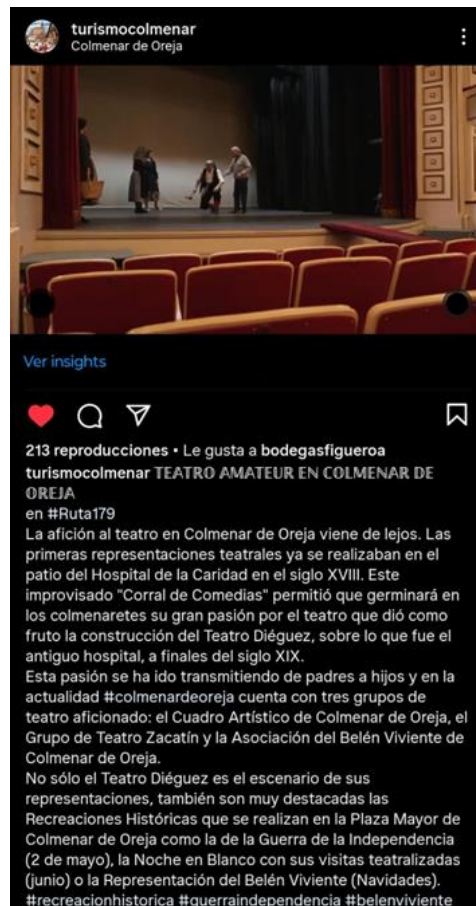 turismocolmenar
Colmenar de Oreja
Ver insights
213 reproducciones • Le gusta a bodegasfigueroa
turismocolmenar TEATRO AMATEUR EN COLMENAR DE
OREJA
en #Ruta179
La afición al teatro en Colmenar de Oreja viene de lejos. Las
primeras representaciones teatrales ya se realizaban en el
patio del Hospital de la Caridad en el siglo XVIII. Este
improvisado "Corral de Comedias" permitió que germinará en
los colmenaretes su gran pasión por el teatro que dió como
fruto la construcción del Teatro Diéguez, sobre lo que fue el
antiguo hospital, a finales del siglo XIX.
Esta pasión se ha ido transmitiendo de padres a hijos y en la
actualidad #colmenardeoreja cuenta con tres grupos de
teatro aficionado: el Cuadro Artístico de Colmenar de Oreja, el
Grupo de Teatro Zacatín y la Asociación del Belén Viviente de
Colmenar de Oreja.
No sólo el Teatro Diéguez es el escenario de sus
representaciones, también son muy destacadas las
Recreaciones Históricas que se realizan en la Plaza Mayor de
Colmenar de Oreja como la de la Guerra de la Independencia
(2 de mayo), la Noche en Blanco con sus visitas teatralizadas
(junio) o la Representación del Belén Viviente (Navidades).
#recreacionhistorica #guerraindependencia #belenviviente